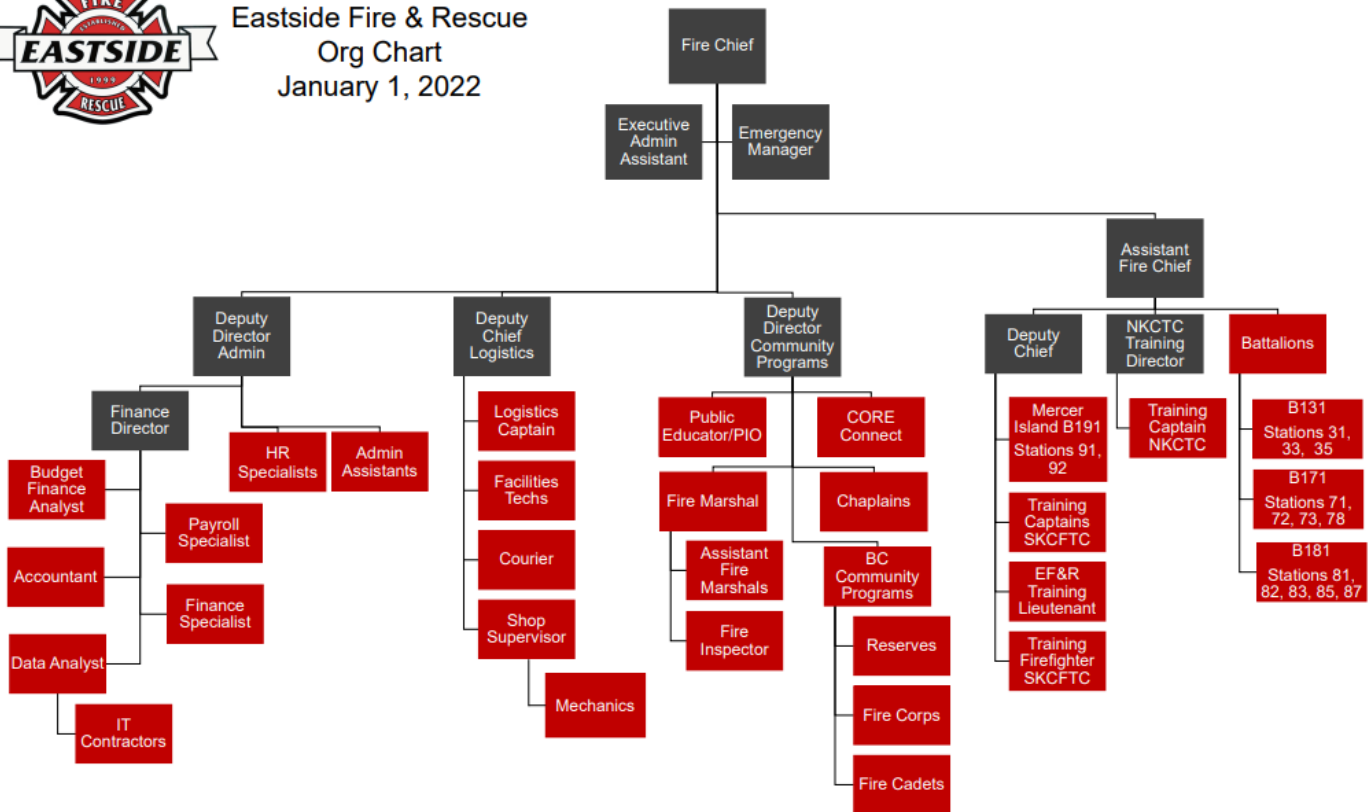 FIRE
ESTABLISHED
EASTSIDE
1999
RESCUE
Eastside Fire & Rescue
Org Chart
January 1, 2022
Fire Chief
Executive
Admin
Assistant
Emergency
Manager
Assistant
Fire Chief
Deputy
Director
Admin
Deputy
Chief
Logistics
Deputy
Director
Community
Programs
Deputy
Chief
NKCTC
Training
Director
Battalions
Finance
Director
HR
Specialists
Admin
Assistants
Budget
Finance
Analyst
Payroll
Specialist
Accountant
Finance
Specialist
Data Analyst
IT
Contractors
Logistics
Captain
Facilities
Techs
Courier
Shop
Supervisor
Mechanics
Public
Educator/PIO
CORE
Connect
Fire Marshal
Chaplains
Assistant
Fire
Marshals
Fire
Inspector
BC
Community
Programs
Reserves
Fire Corps
Fire Cadets
Mercer
Island B191
Stations 91,
92
Training
Captains
SKCFTC
EF&R
Training
Lieutenant
Training
Firefighter
SKCFTC
Training
Captain
NKCTC
B131
Stations 31,
33, 35
B171
Stations 71,
72, 73, 78
B181
Stations 81,
82, 83, 85, 87